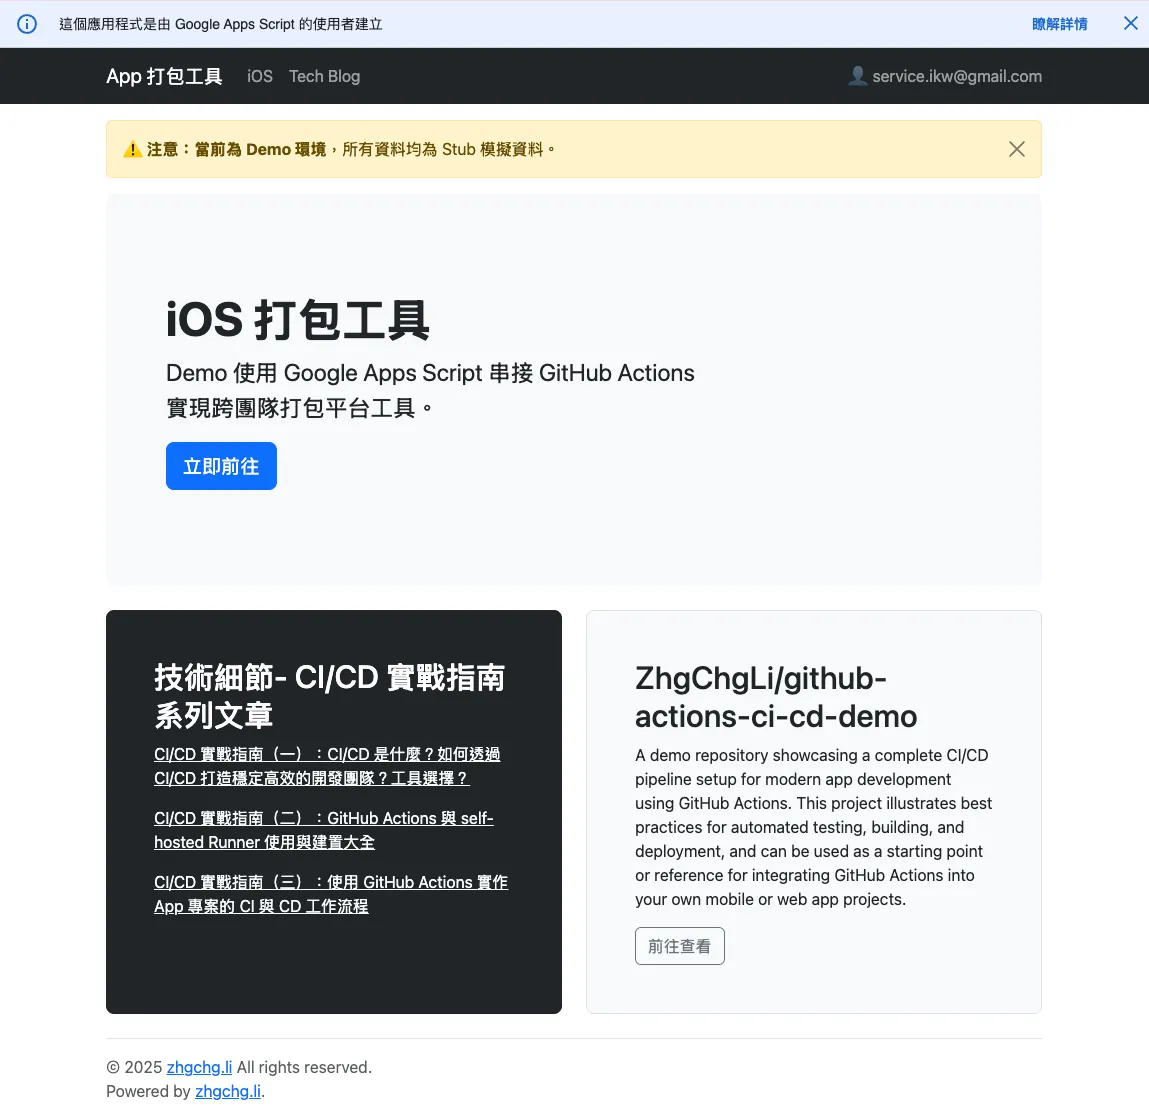 這個應用程式是由 Google Apps Script 的使用者建立
瞭解詳情
App 打包工具
iOS
Tech Blog
👤 service.ikw@gmail.com
⚠️ 注意：當前為 Demo 環境，所有資料均為 Stub 模擬資料。
iOS 打包工具
Demo 使用 Google Apps Script 串接 GitHub Actions
實現跨團隊打包平台工具。
立即前往
技術細節- CI/CD 實戰指南
系列文章
CI/CD 實戰指南（一）：CI/CD 是什麼？如何透過
CI/CD 打造穩定高效的開發團隊？工具選擇？
CI/CD 實戰指南（二）：GitHub Actions 與 self-
hosted Runner 使用與建置大全
CI/CD 實戰指南（三）：使用 GitHub Actions 實作
App 專案的 CI 與 CD 工作流程
ZhgChgLi/github-
actions-ci-cd-demo
A demo repository showcasing a complete CI/CD
pipeline setup for modern app development
using GitHub Actions. This project illustrates best
practices for automated testing, building, and
deployment, and can be used as a starting point
or reference for integrating GitHub Actions into
your own mobile or web app projects.
前往查看
© 2025 zhgchg.li All rights reserved.
Powered by zhgchg.li.